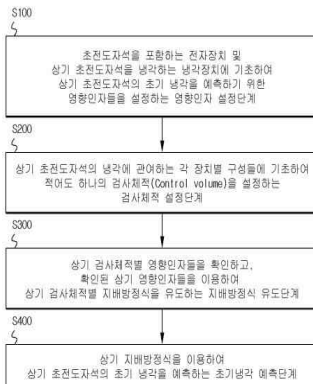 S100
초전도자석을 포함하는 전자장치 및
상기 초전도자석을 냉각하는 냉각장치에 기초하여
상기 초전도자석의 초기 냉각을 예측하기 위한
영향인자들을 설정하는 영향인자 설정단계
S200
상기 초전도자석의 냉각에 관여하는 각 장치별 구성들에 기초하여
적어도 하나의 검사체적(Control volume)을 설정하는
검사체적 설정단계
S300
상기 검사체적별 영향인자들을 확인하고,
확인된 상기 영향인자들을 이용하여
상기 검사체적별 지배방정식을 유도하는 지배방정식 유도단계
S400
상기 지배방정식을 이용하여
상기 초전도자석의 초기 냉각을 예측하는 초기냉각 예측단계